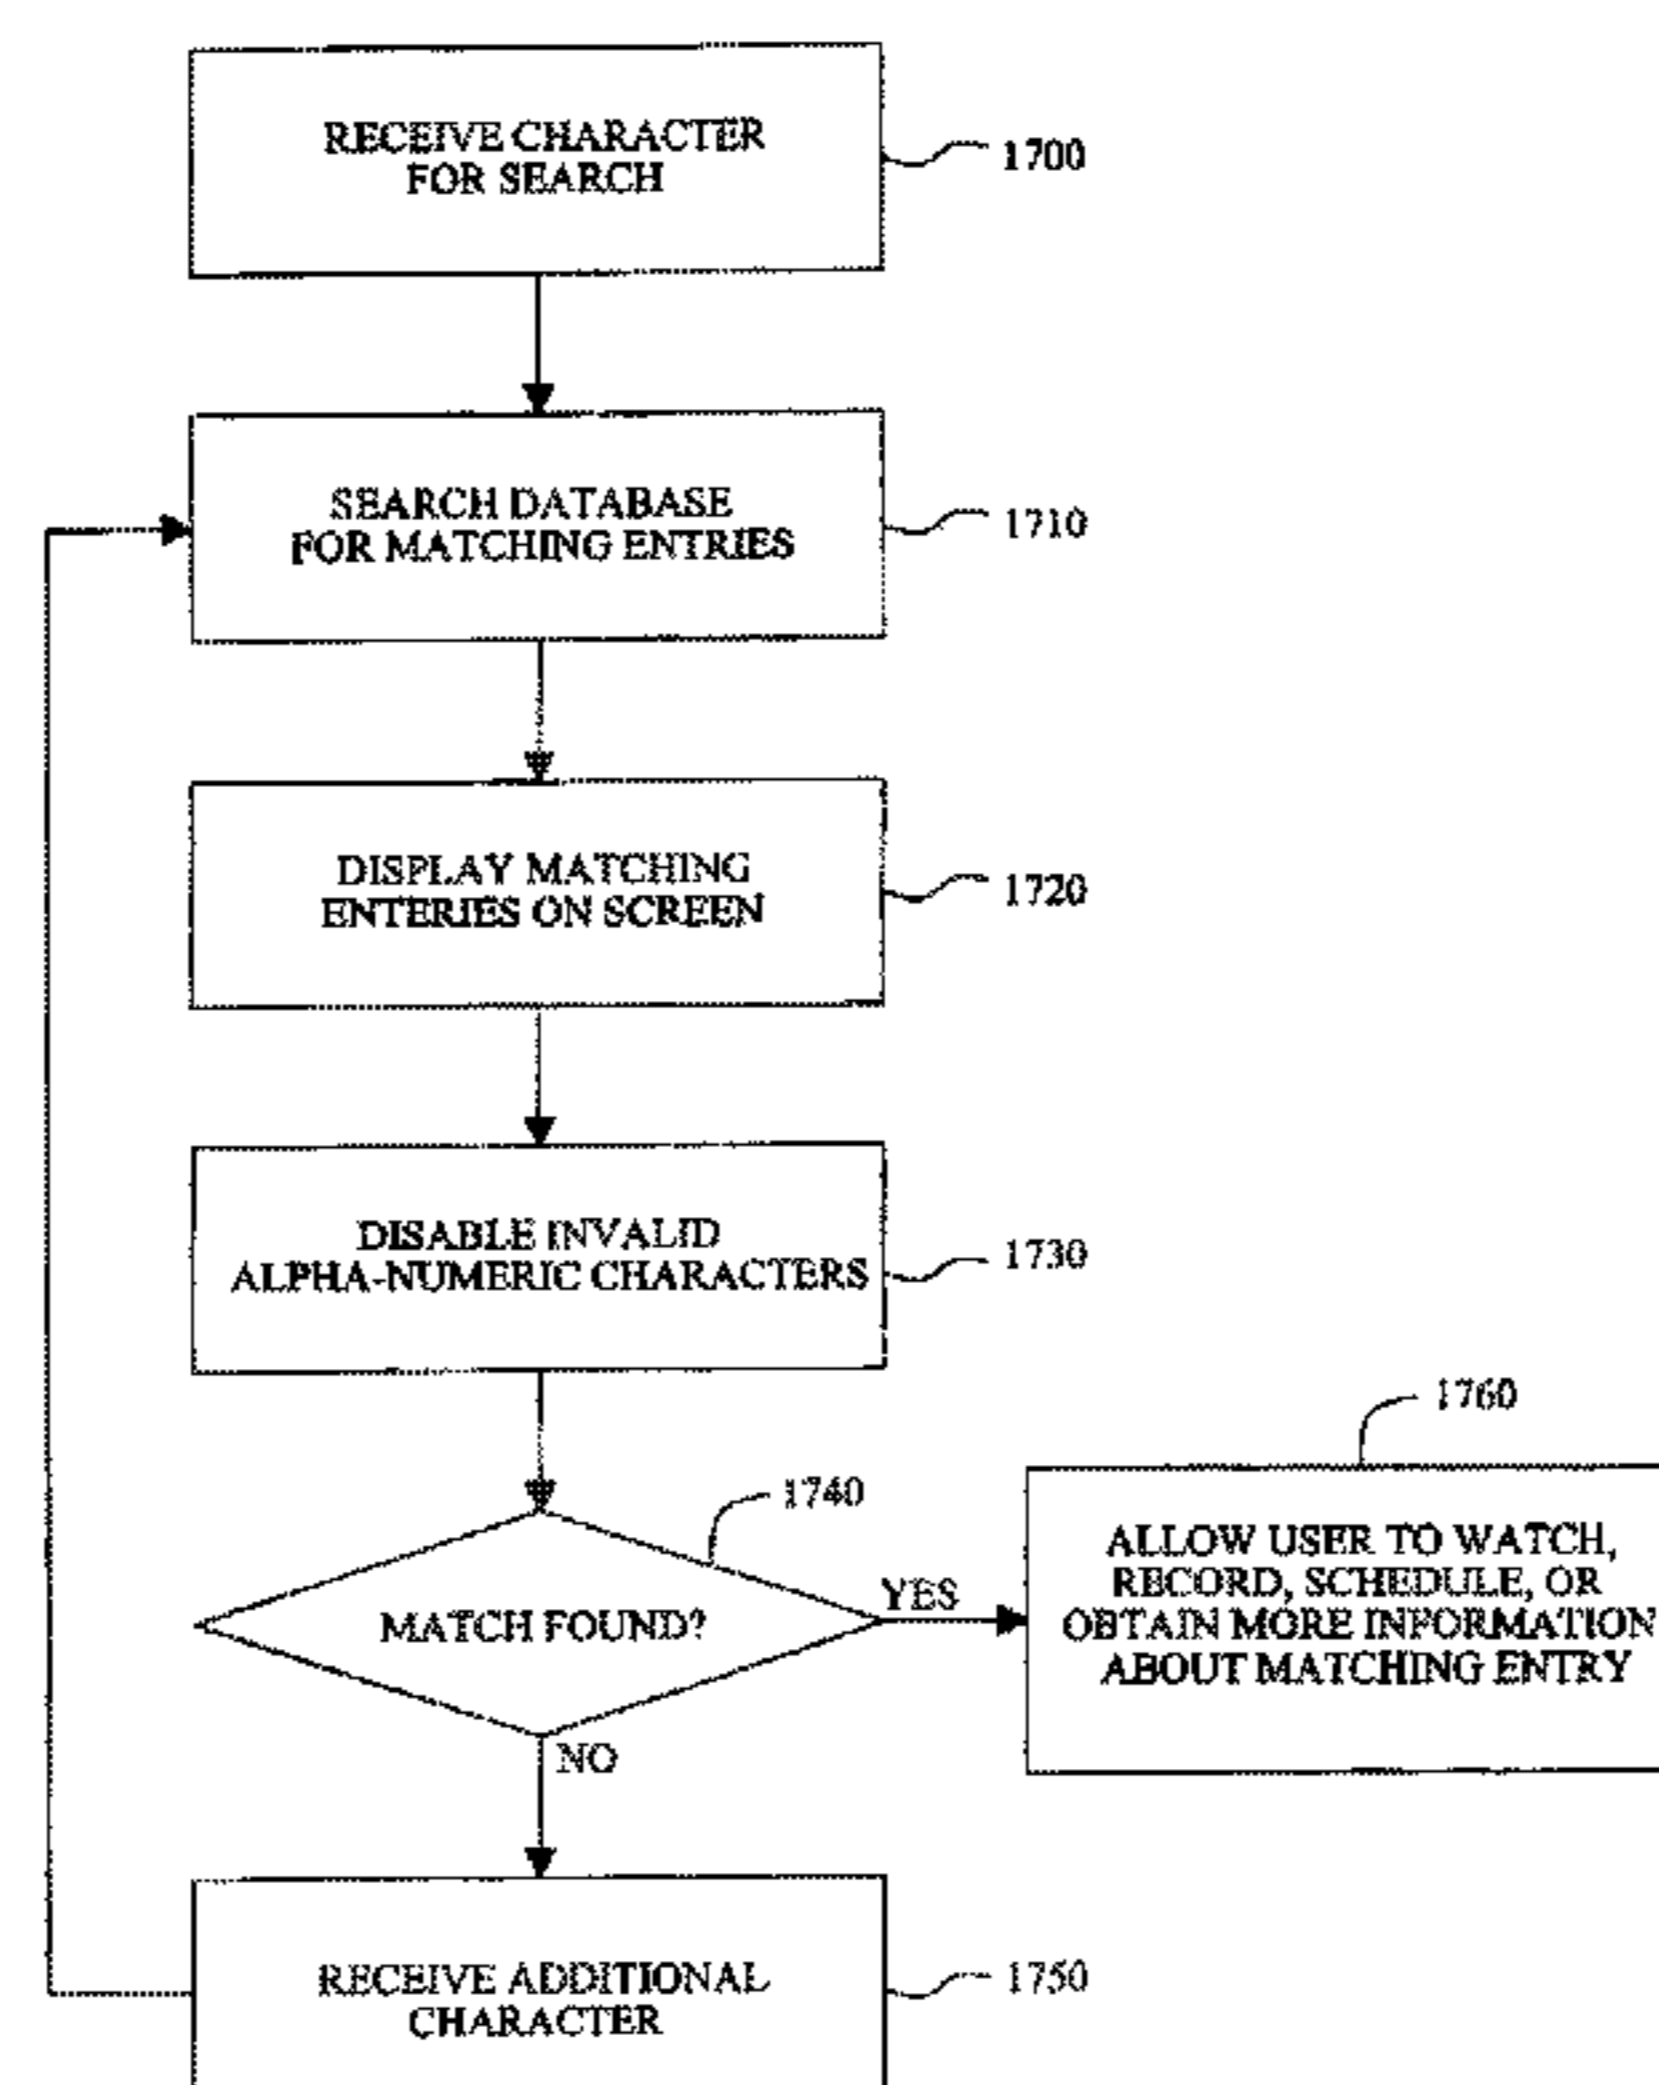 RECEIVE CHARACTER
FOR SEARCH
1700
SEARCH DATABASE
FOR MATCHING ENTRIES
1710
DISPLAY MATCHING
ENTERIES ON SCREEN
1720
DISABLE INVALID
ALPHA-NUMERIC CHARACTERS
1730
1740
MATCH FOUND?
YES
NO
1760
ALLOW USER TO WATCH,
RECORD, SCHEDULE, OR
OBTAIN MORE INFORMATION
ABOUT MATCHING ENTRY
RECEIVE ADDITIONAL
CHARACTER
1750